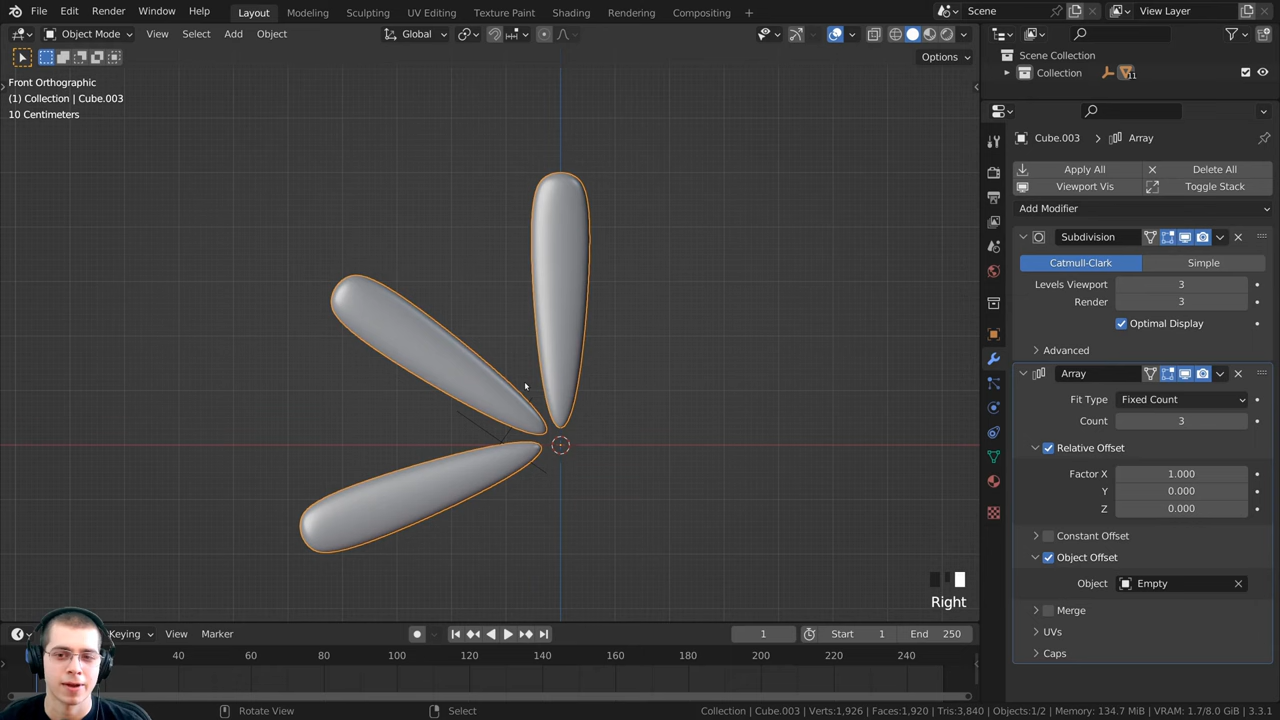 File Edit Render Window Help Layout Modeling Sculpting UV Editing Texture Paint Shading Rendering Compositing + Scene View Layer
Object Mode View Select Add Object Global
Options
Front Orthographic
(1) Collection | Cube.003
10 Centimeters
Right
Scene Collection
Collection 11
Cube.003 > Array
Apply All Delete All
Viewport Vis Toggle Stack
Add Modifier
Subdivision
Catmull-Clark Simple
Levels Viewport 3
Render 3
Optimal Display
Advanced
Array
Fit Type Fixed Count
Count 3
Relative Offset
Factor X 1.000
Y 0.000
Z 0.000
Constant Offset
Object Offset
Object Empty
Merge
UVs
Caps
Keying View Marker 1 Start 1 End 250
40 60 80 100 120 140 160 180 200 220 240
Rotate View Select Collection | Cube.003 | Verts:1,926 | Faces:1,920 | Tris:3,840 | Objects:1/2 | Memory: 134.7 MiB | VRAM: 1.7/8.0 GiB | 3.3.1